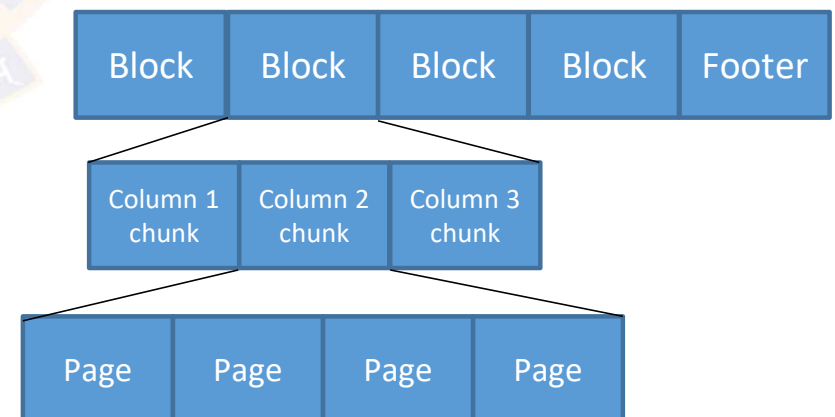 Block Block Block Block Footer
Column 1 Column 2 Column 3
chunk chunk chunk
Page Page Page Page